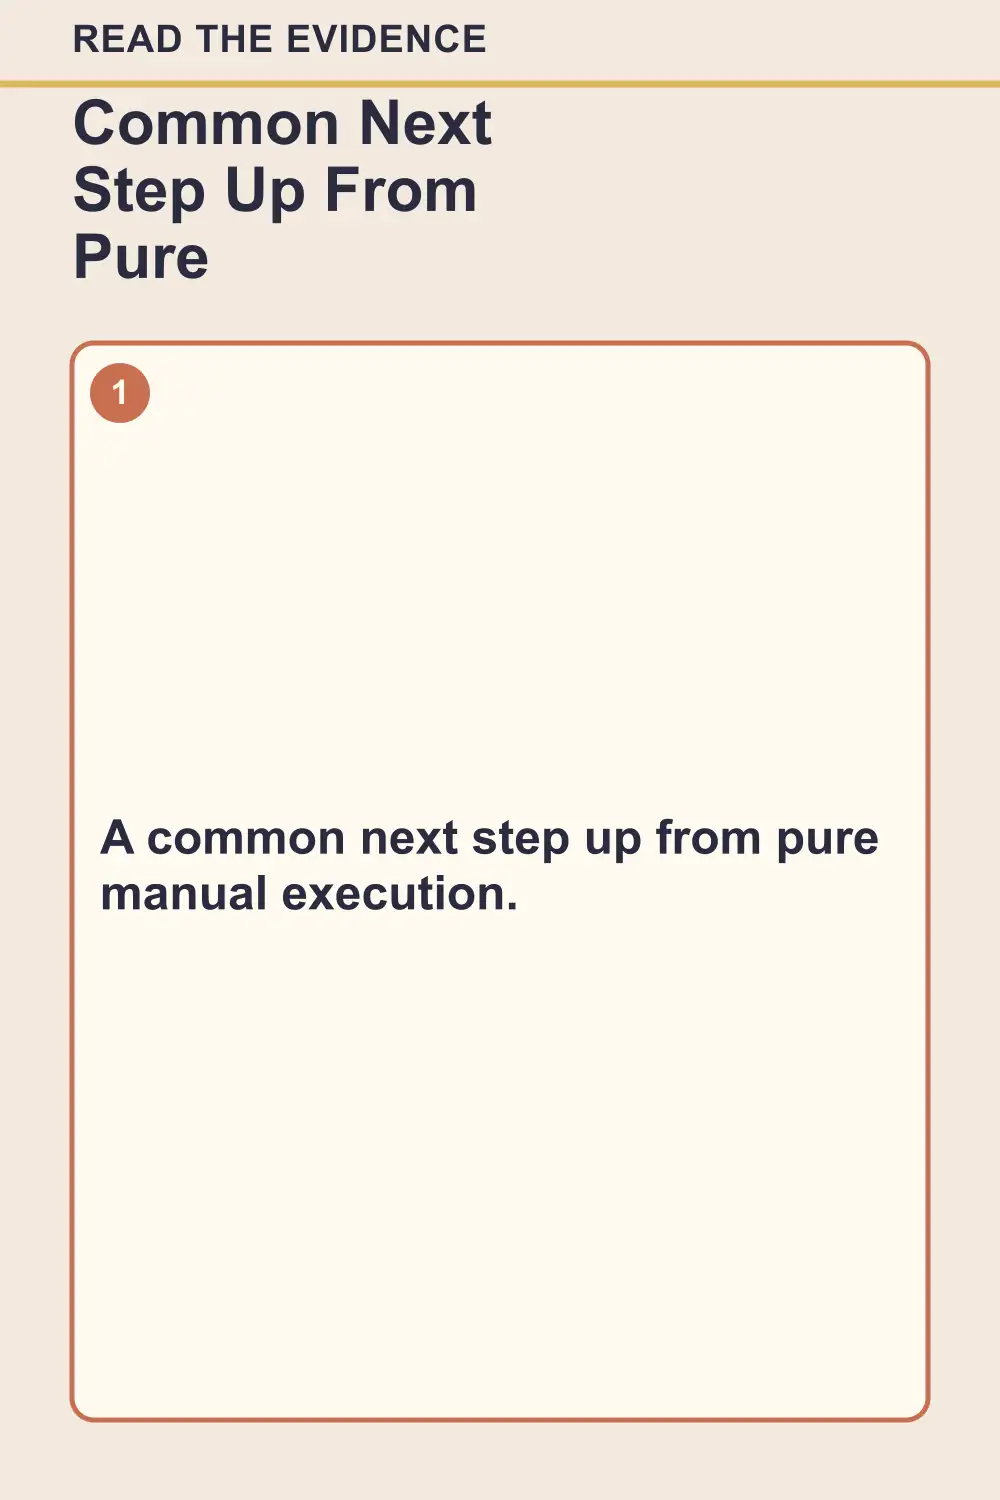 READ THE EVIDENCE
Common Next
Step Up From
Pure
1
A common next step up from pure
manual execution.